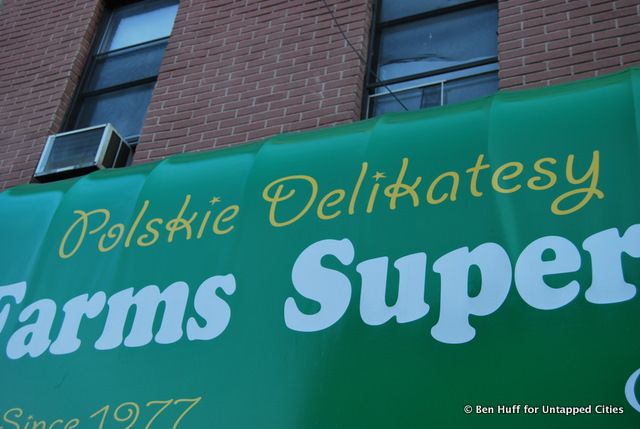 Polskie Delikatesy
Farms Super
Since 1977
© Ben Huff for Untapped Cities